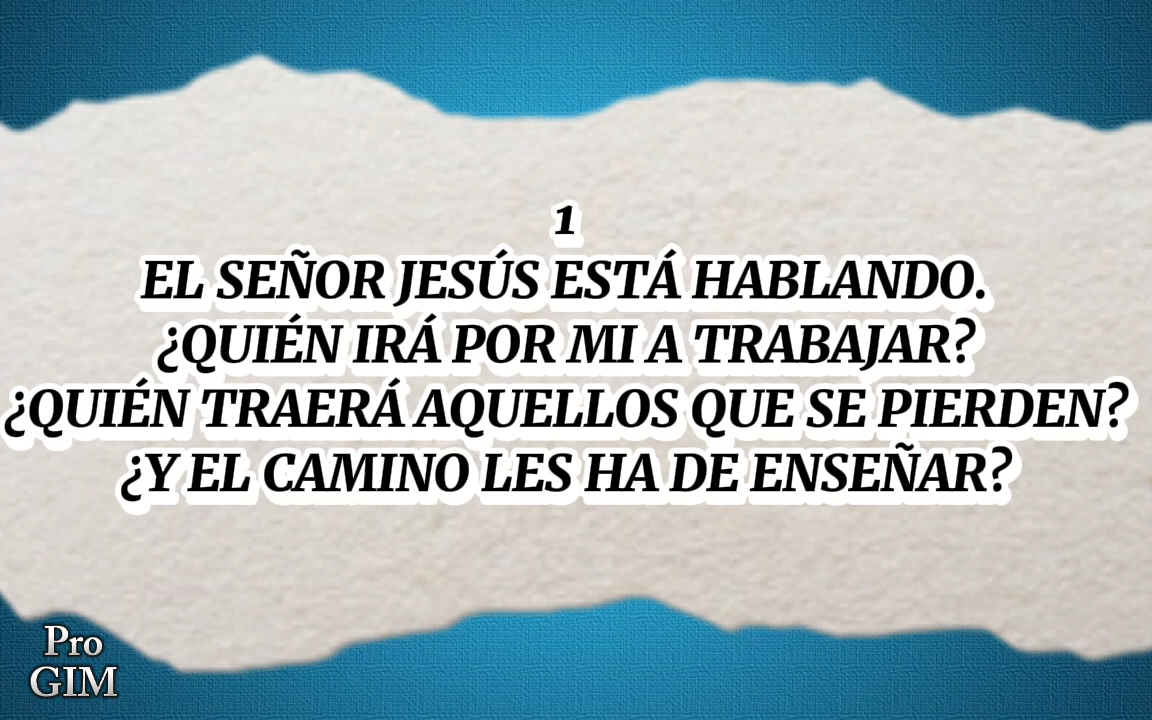 1
EL SEÑOR JESÚS ESTÁ HABLANDO.
¿QUIÉN IRÁ POR MI A TRABAJAR?
¿QUIÉN TRAERÁ AQUELLOS QUE SE PIERDEN?
¿Y EL CAMINO LES HA DE ENSEÑAR?
Pro
GIM